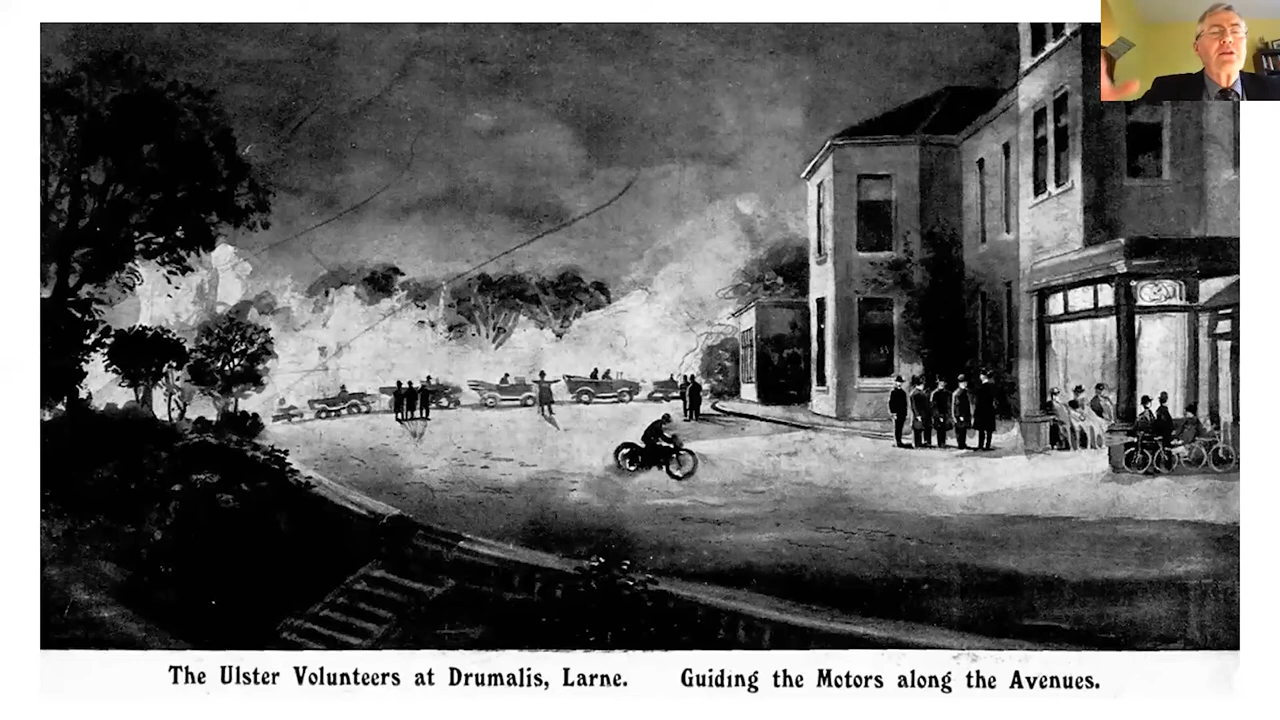 The Ulster Volunteers at Drumalis, Larne. Guiding the Motors along the Avenues.